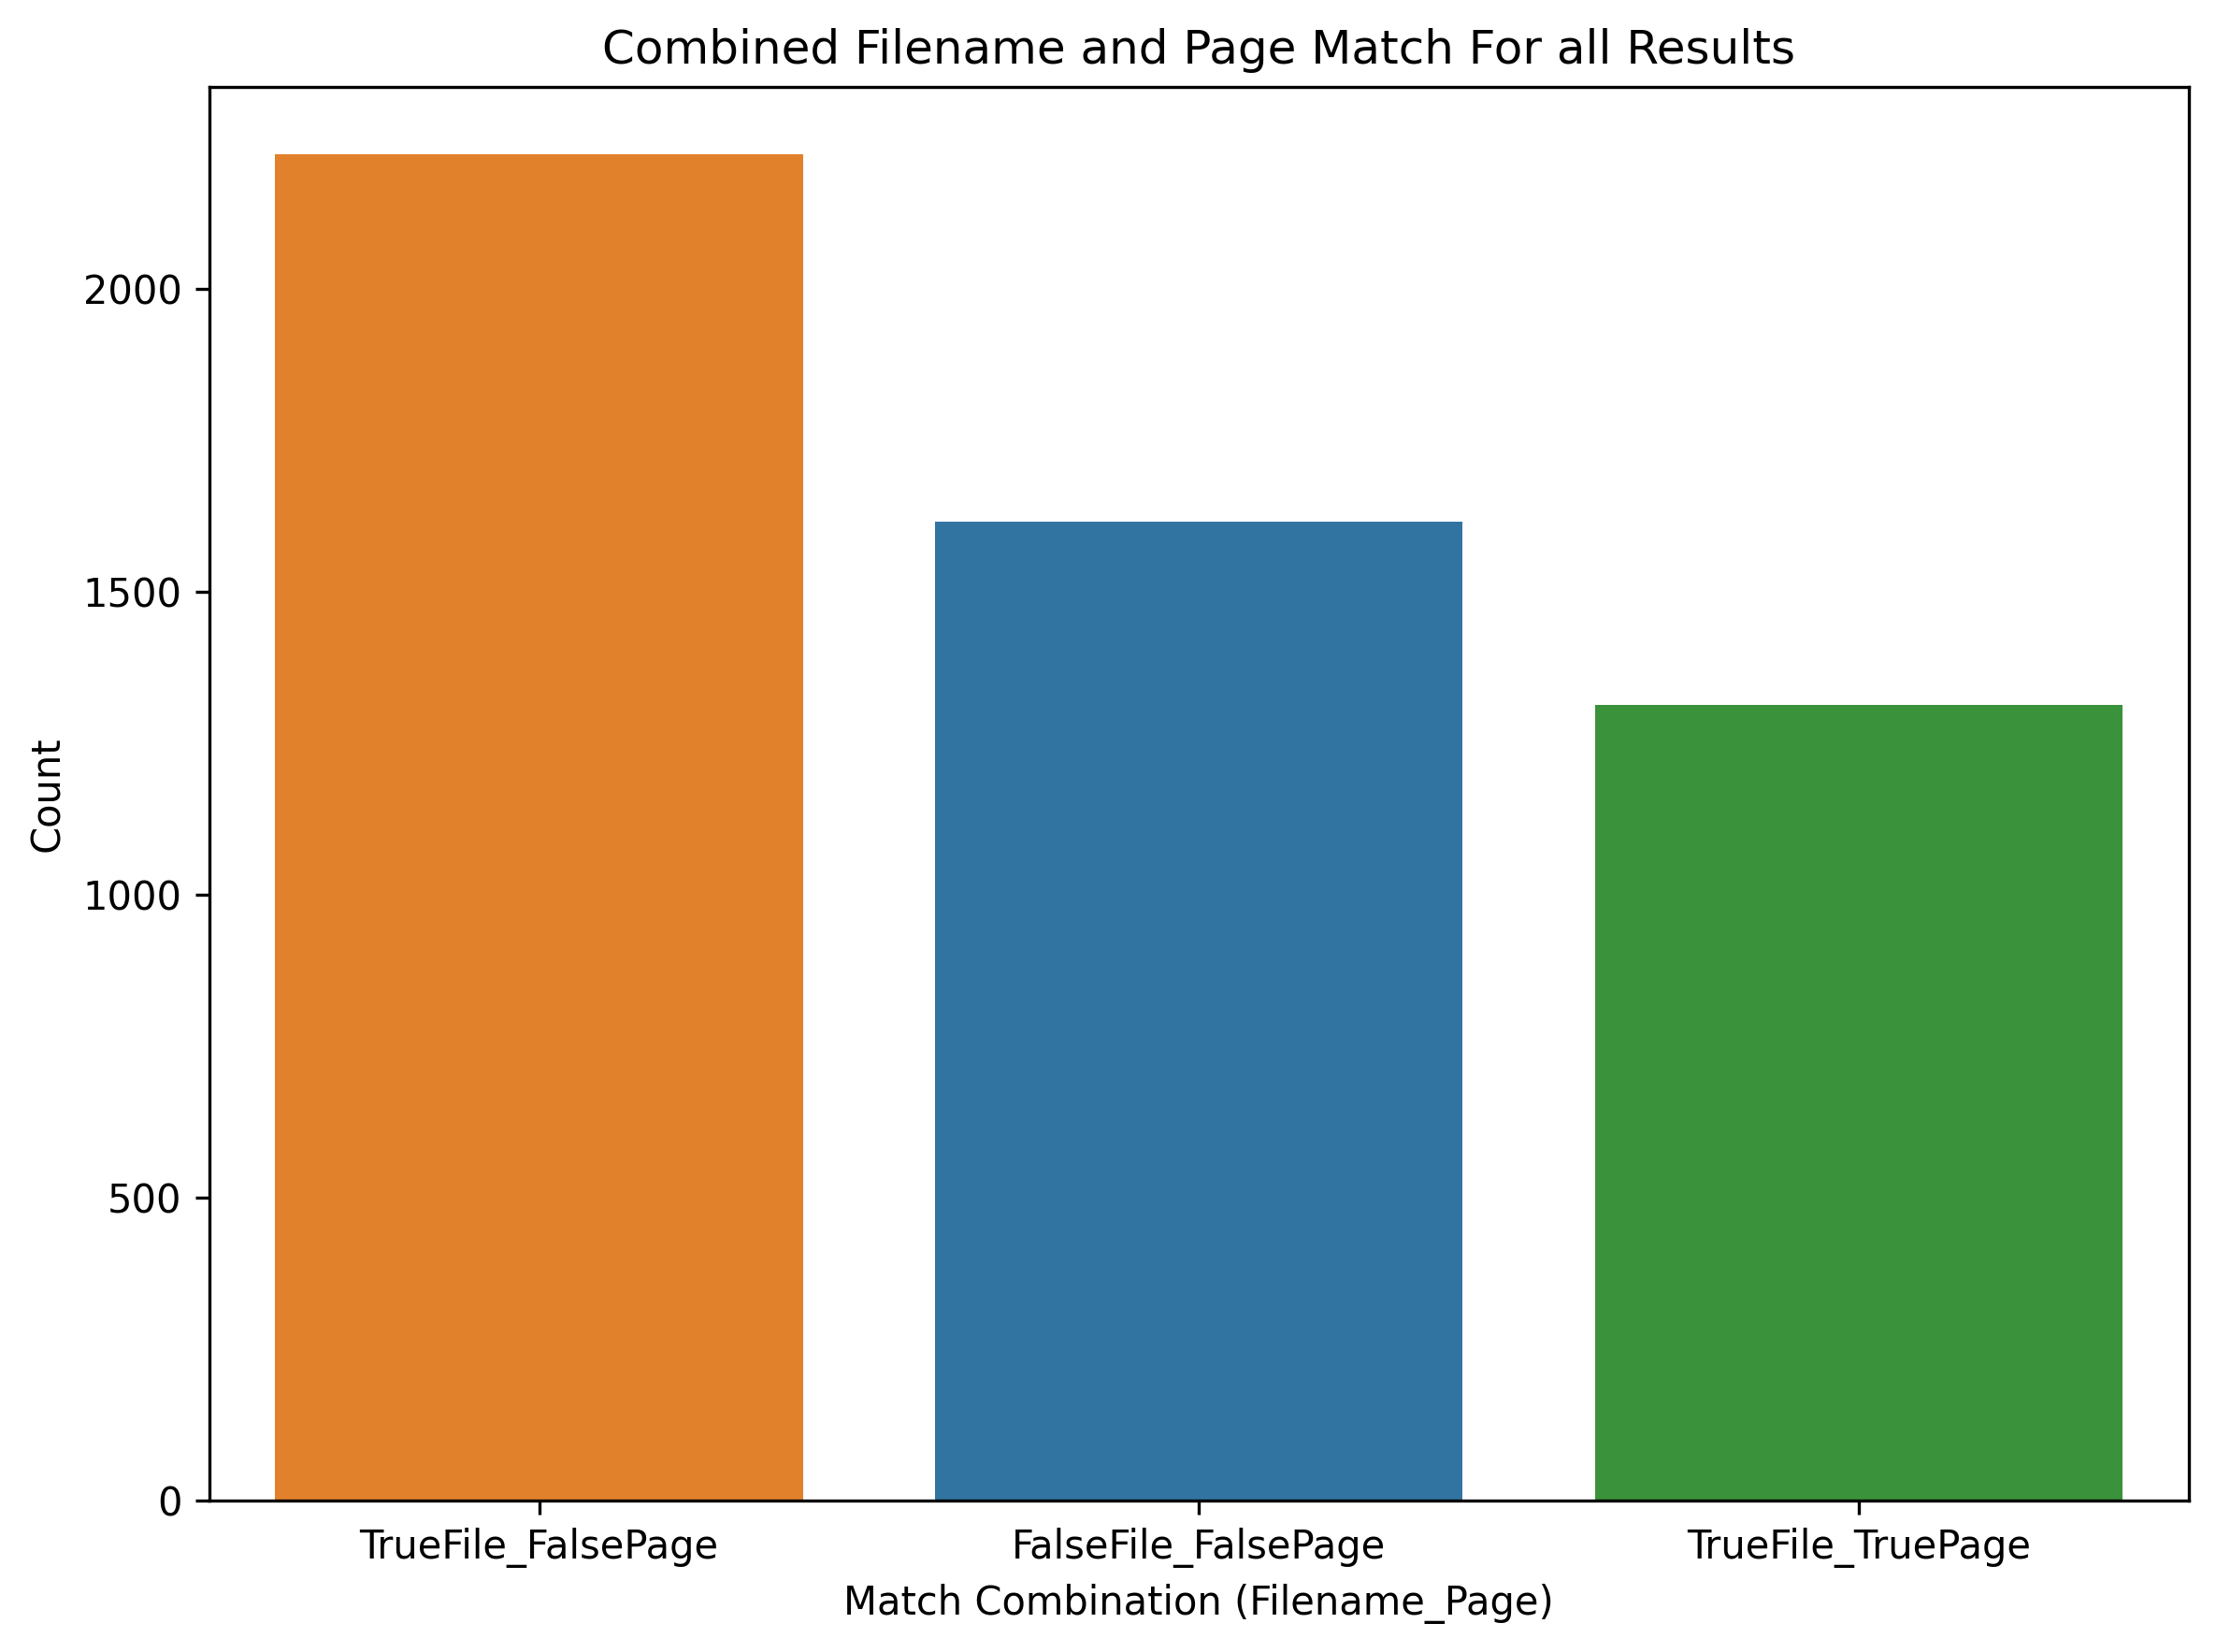 Combined Filename and Page Match For all Results
Count
2000
1500
1000
500
0
TrueFile_FalsePage
FalseFile_FalsePage
TrueFile_TruePage
Match Combination (Filename_Page)